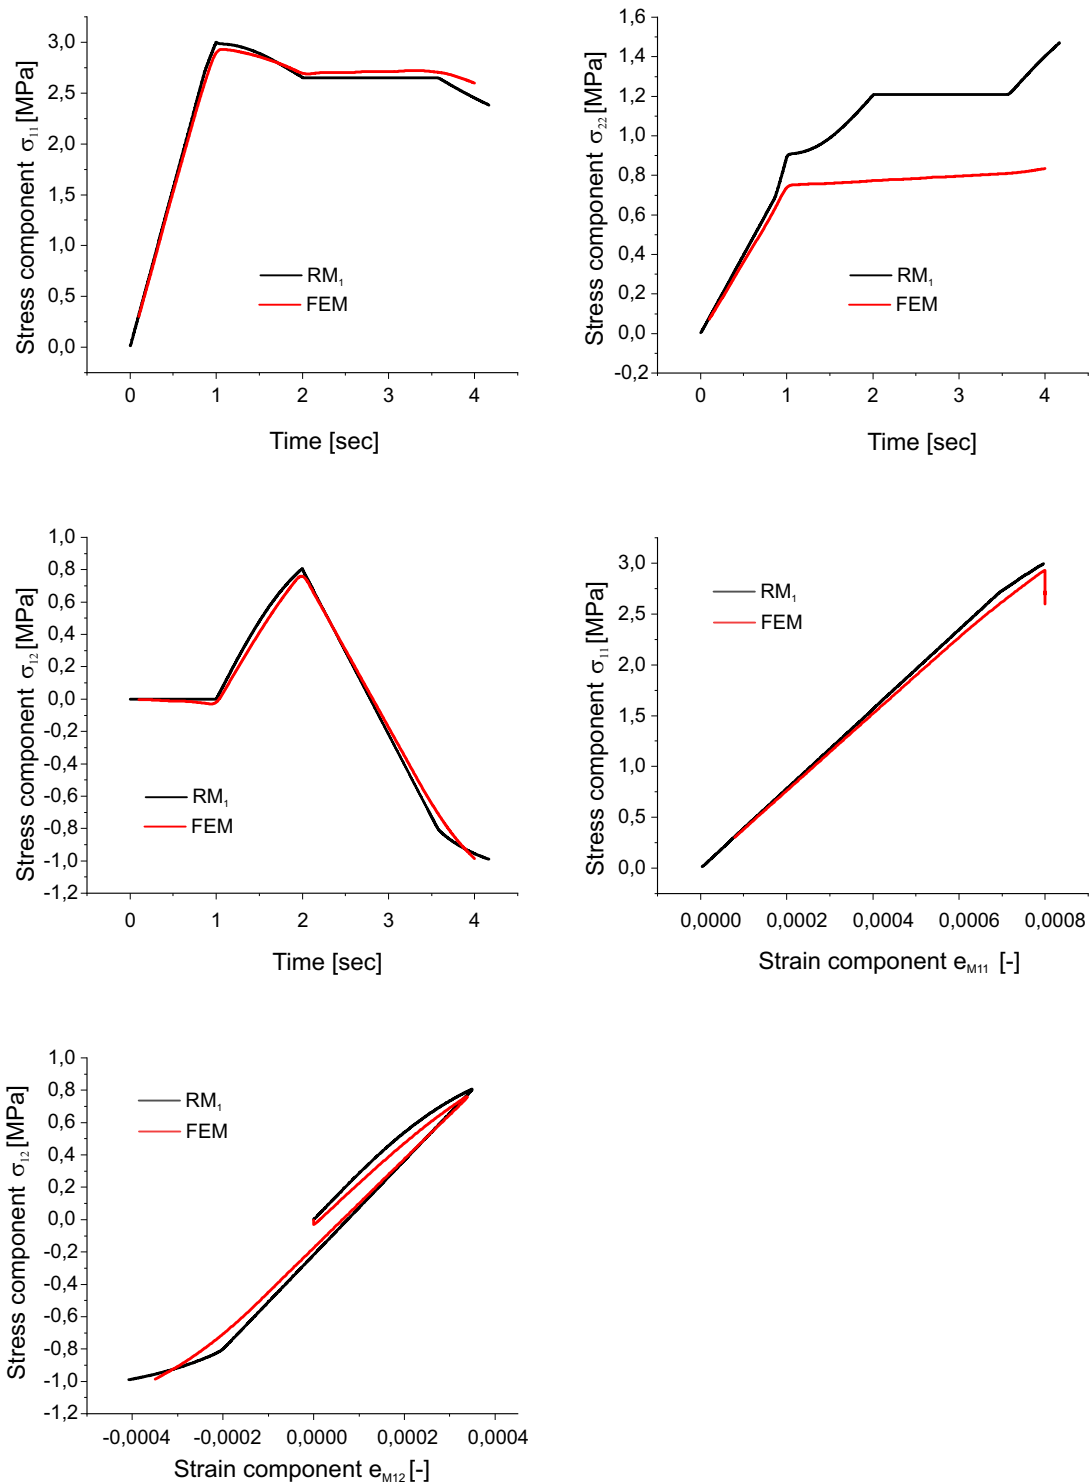 Stress component σ11 [MPa]
3,0
2,5
2,0
1,5
1,0
0,5
0,0
RM1
FEM
0 1 2 3 4
Time [sec]
Stress component σ22 [MPa]
1,6
1,4
1,2
1,0
0,8
0,6
0,4
0,2
0,0
-0,2
RM1
FEM
0 1 2 3 4
Time [sec]
Stress component σ12 [MPa]
1,0
0,8
0,6
0,4
0,2
0,0
-0,2
-0,4
-0,6
-0,8
-1,0
-1,2
RM1
FEM
0 1 2 3 4
Time [sec]
Stress component σ11 [MPa]
3,0
2,5
2,0
1,5
1,0
0,5
0,0
RM1
FEM
0,0000 0,0002 0,0004 0,0006 0,0008
Strain component eM11 [-]
Stress component σ12 [MPa]
1,0
0,8
0,6
0,4
0,2
0,0
-0,2
-0,4
-0,6
-0,8
-1,0
-1,2
RM1
FEM
-0,0004 -0,0002 0,0000 0,0002 0,0004
Strain component eM12 [-]